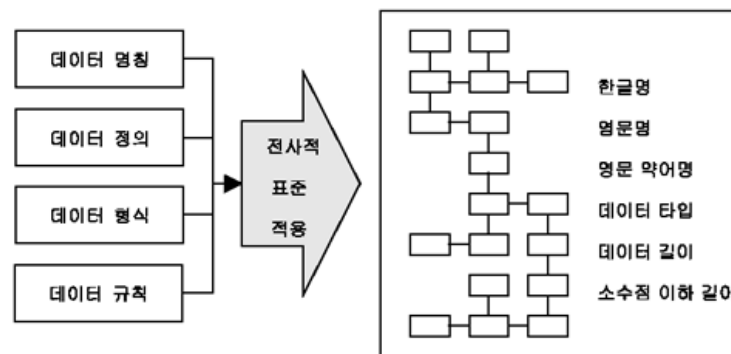 데이터 명칭
데이터 정의
데이터 형식
데이터 규칙
전사적
표준
적용
한글명
영문명
영문 약어명
데이터 타입
데이터 길이
소수점 이하 길이